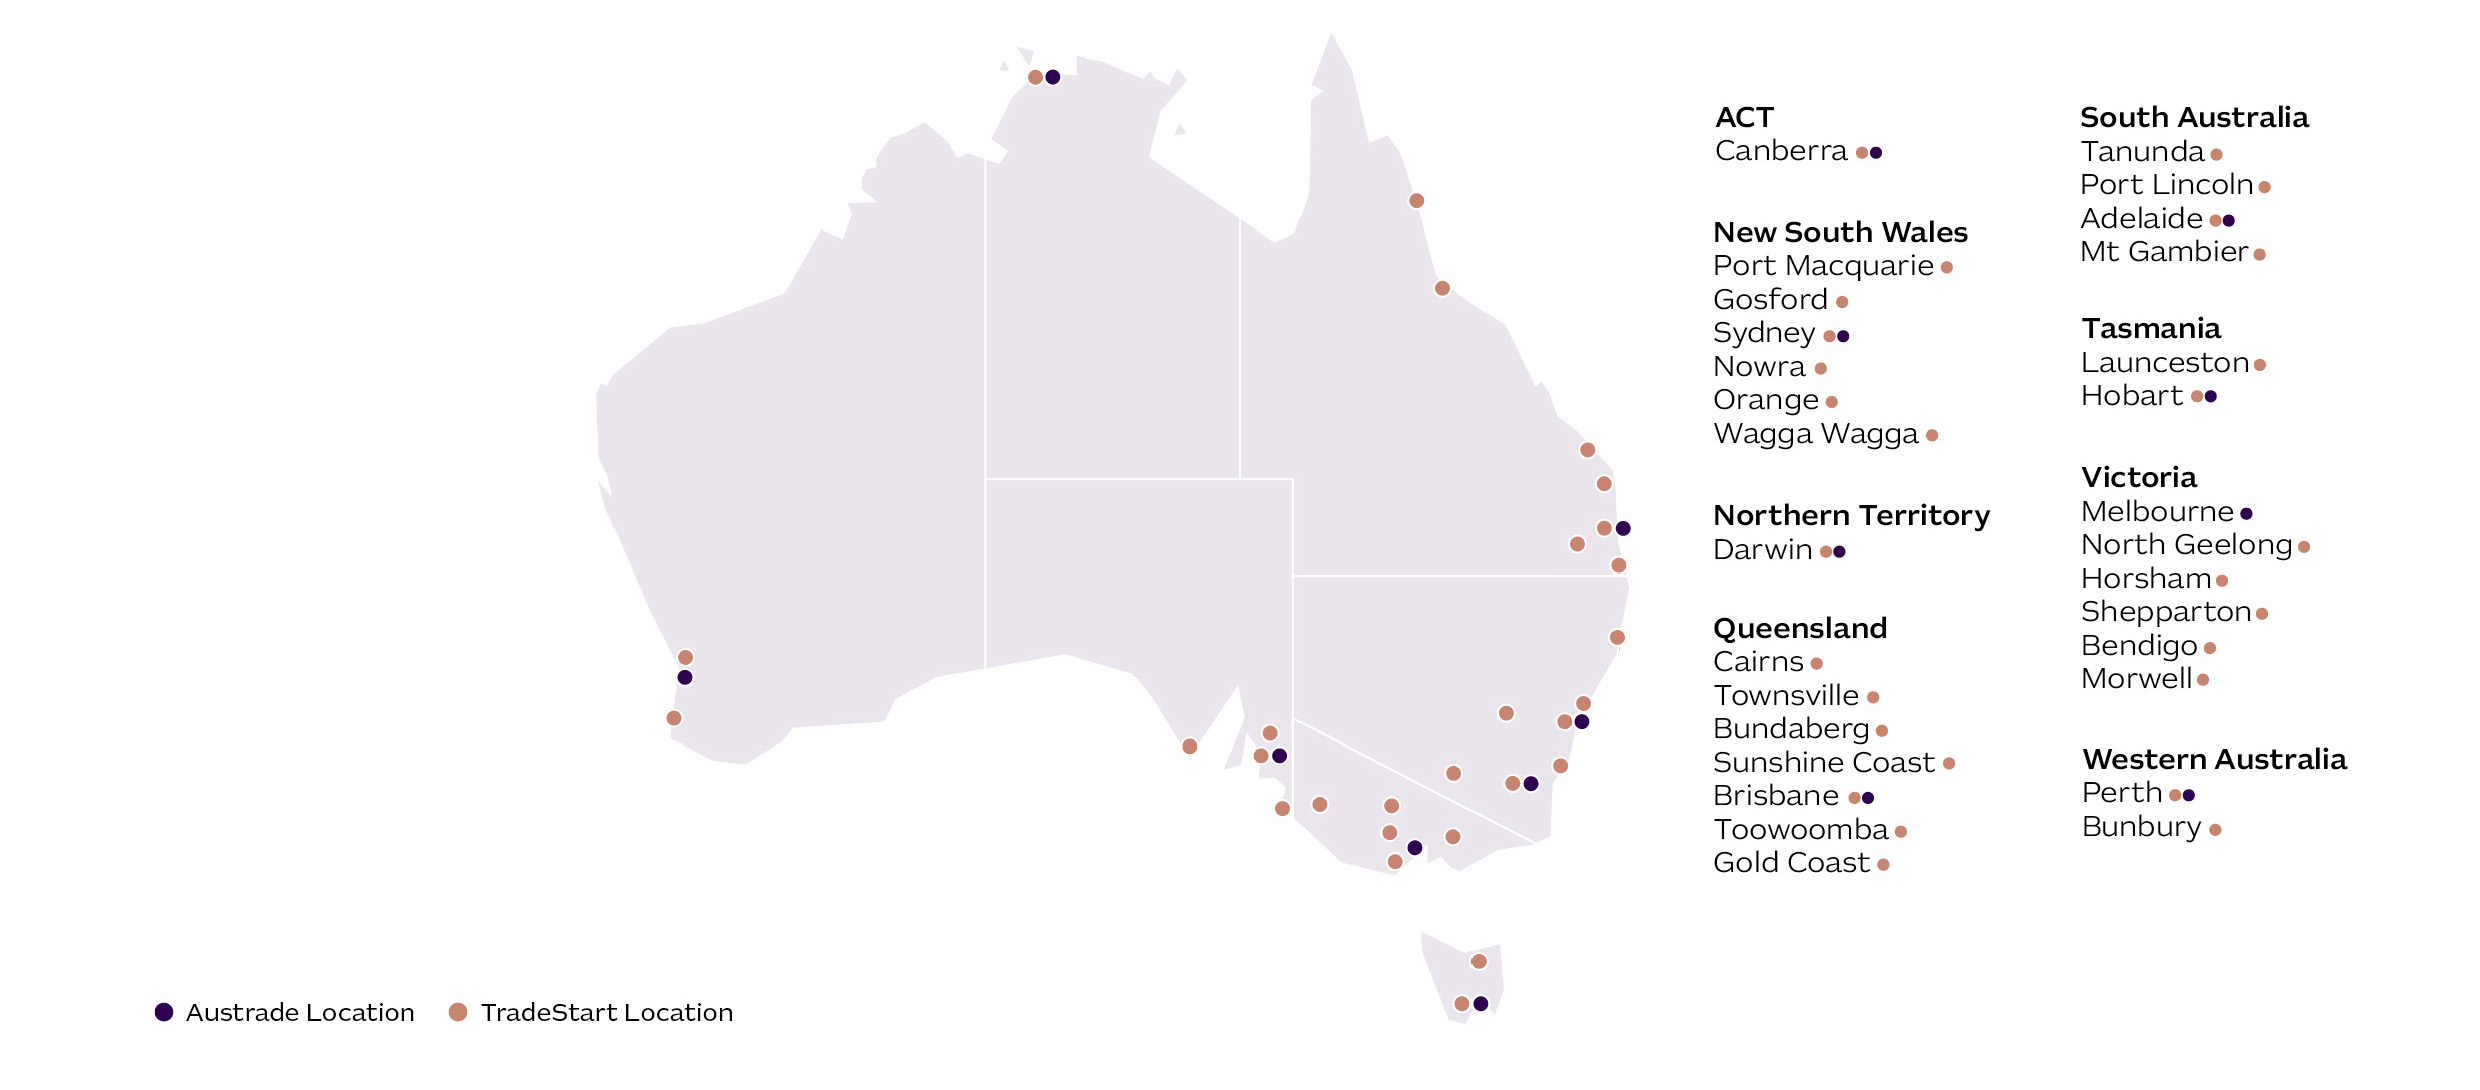 ACT
Canberra
New South Wales
Port Macquarie
Gosford
Sydney
Nowra
Orange
Wagga Wagga
Northern Territory
Darwin
Queensland
Cairns
Townsville
Bundaberg
Sunshine Coast
Brisbane
Toowoomba
Gold Coast
South Australia
Tanunda
Port Lincoln
Adelaide
Mt Gambier
Tasmania
Launceston
Hobart
Victoria
Melbourne
North Geelong
Horsham
Shepparton
Bendigo
Morwell
Western Australia
Perth
Bunbury
Austrade Location
TradeStart Location